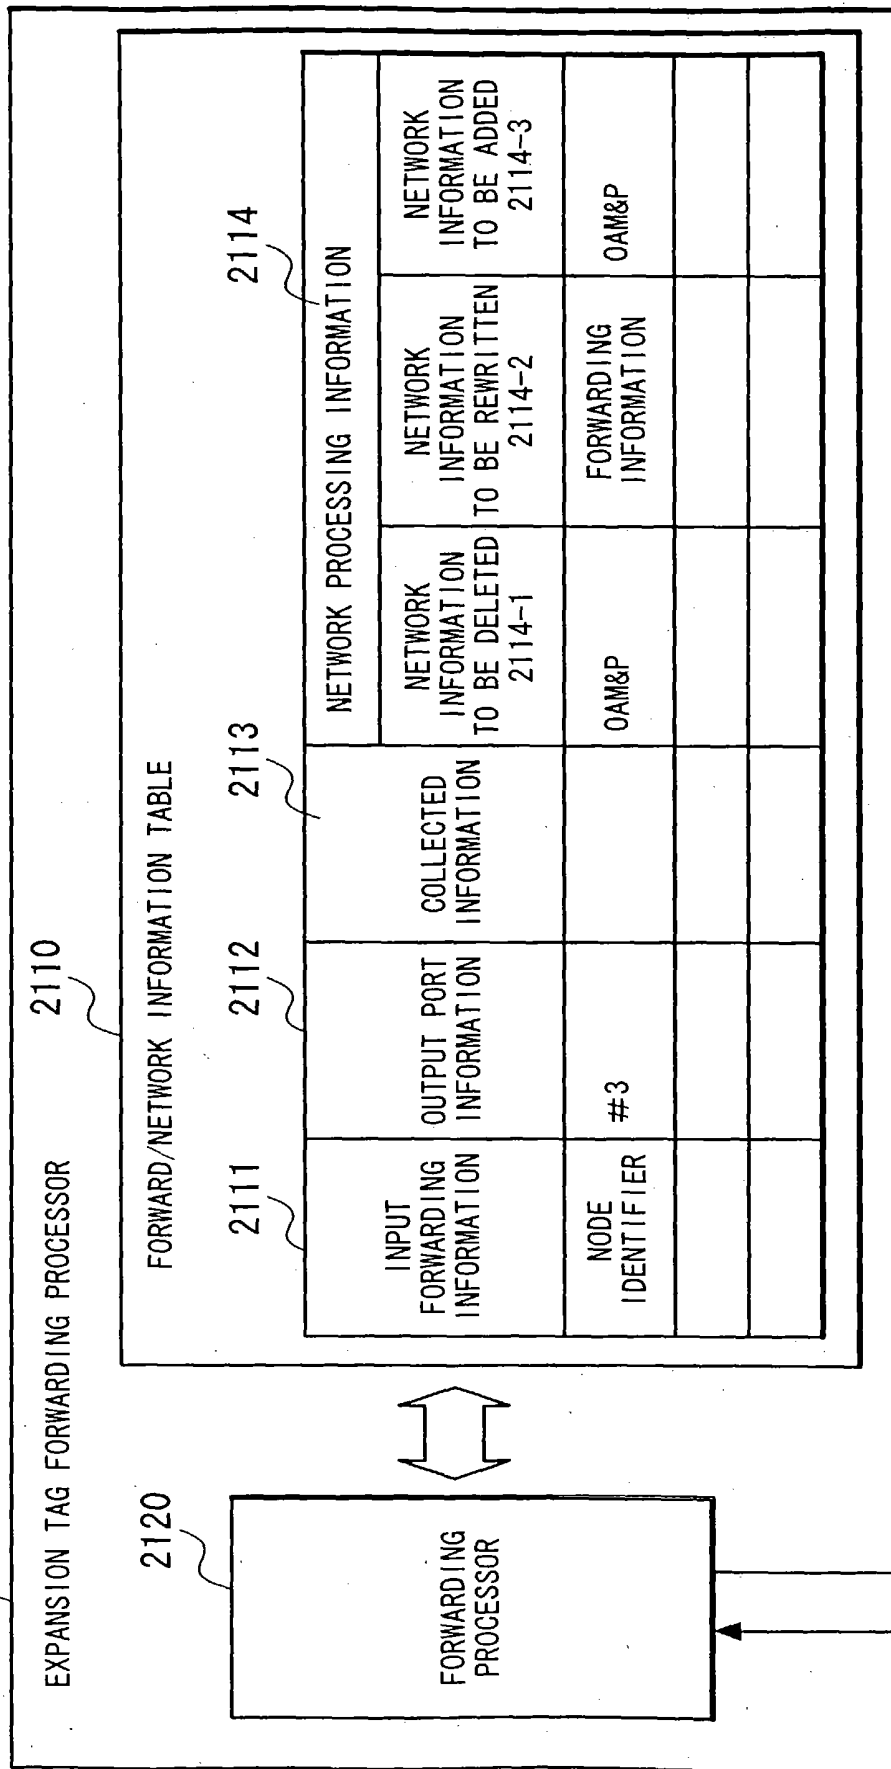 EXPANSION TAG FORWARDING PROCESSOR
2120
FORWARDING
PROCESSOR
2110
FORWARD/NETWORK INFORMATION TABLE
2111
2112
2113
2114
INPUT
FORWARDING
INFORMATION
OUTPUT PORT
INFORMATION
COLLECTED
INFORMATION
NETWORK PROCESSING INFORMATION
NETWORK
INFORMATION
TO BE DELETED
2114-1
NETWORK
INFORMATION
TO BE REWRITTEN
2114-2
NETWORK
INFORMATION
TO BE ADDED
2114-3
NODE
IDENTIFIER
#3
OAM&P
FORWARDING
INFORMATION
OAM&P